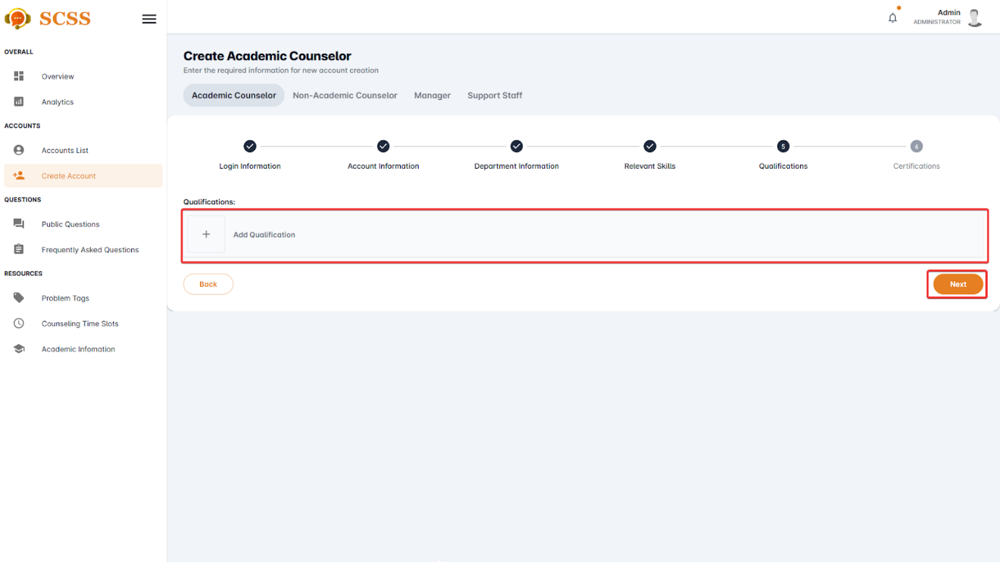 SCSS
OVERALL
Overview
Analytics
ACCOUNTS
Accounts List
Create Account
QUESTIONS
Public Questions
Frequently Asked Questions
RESOURCES
Problem Tags
Counseling Time Slots
Academic Infomation
Admin
ADMINISTRATOR
Create Academic Counselor
Enter the required information for new account creation
Academic Counselor Non-Academic Counselor Manager Support Staff
5 6
Login Information Account Information Department Information Relevant Skills Qualifications Certifications
Qualifications:
+ Add Qualification
Back Next